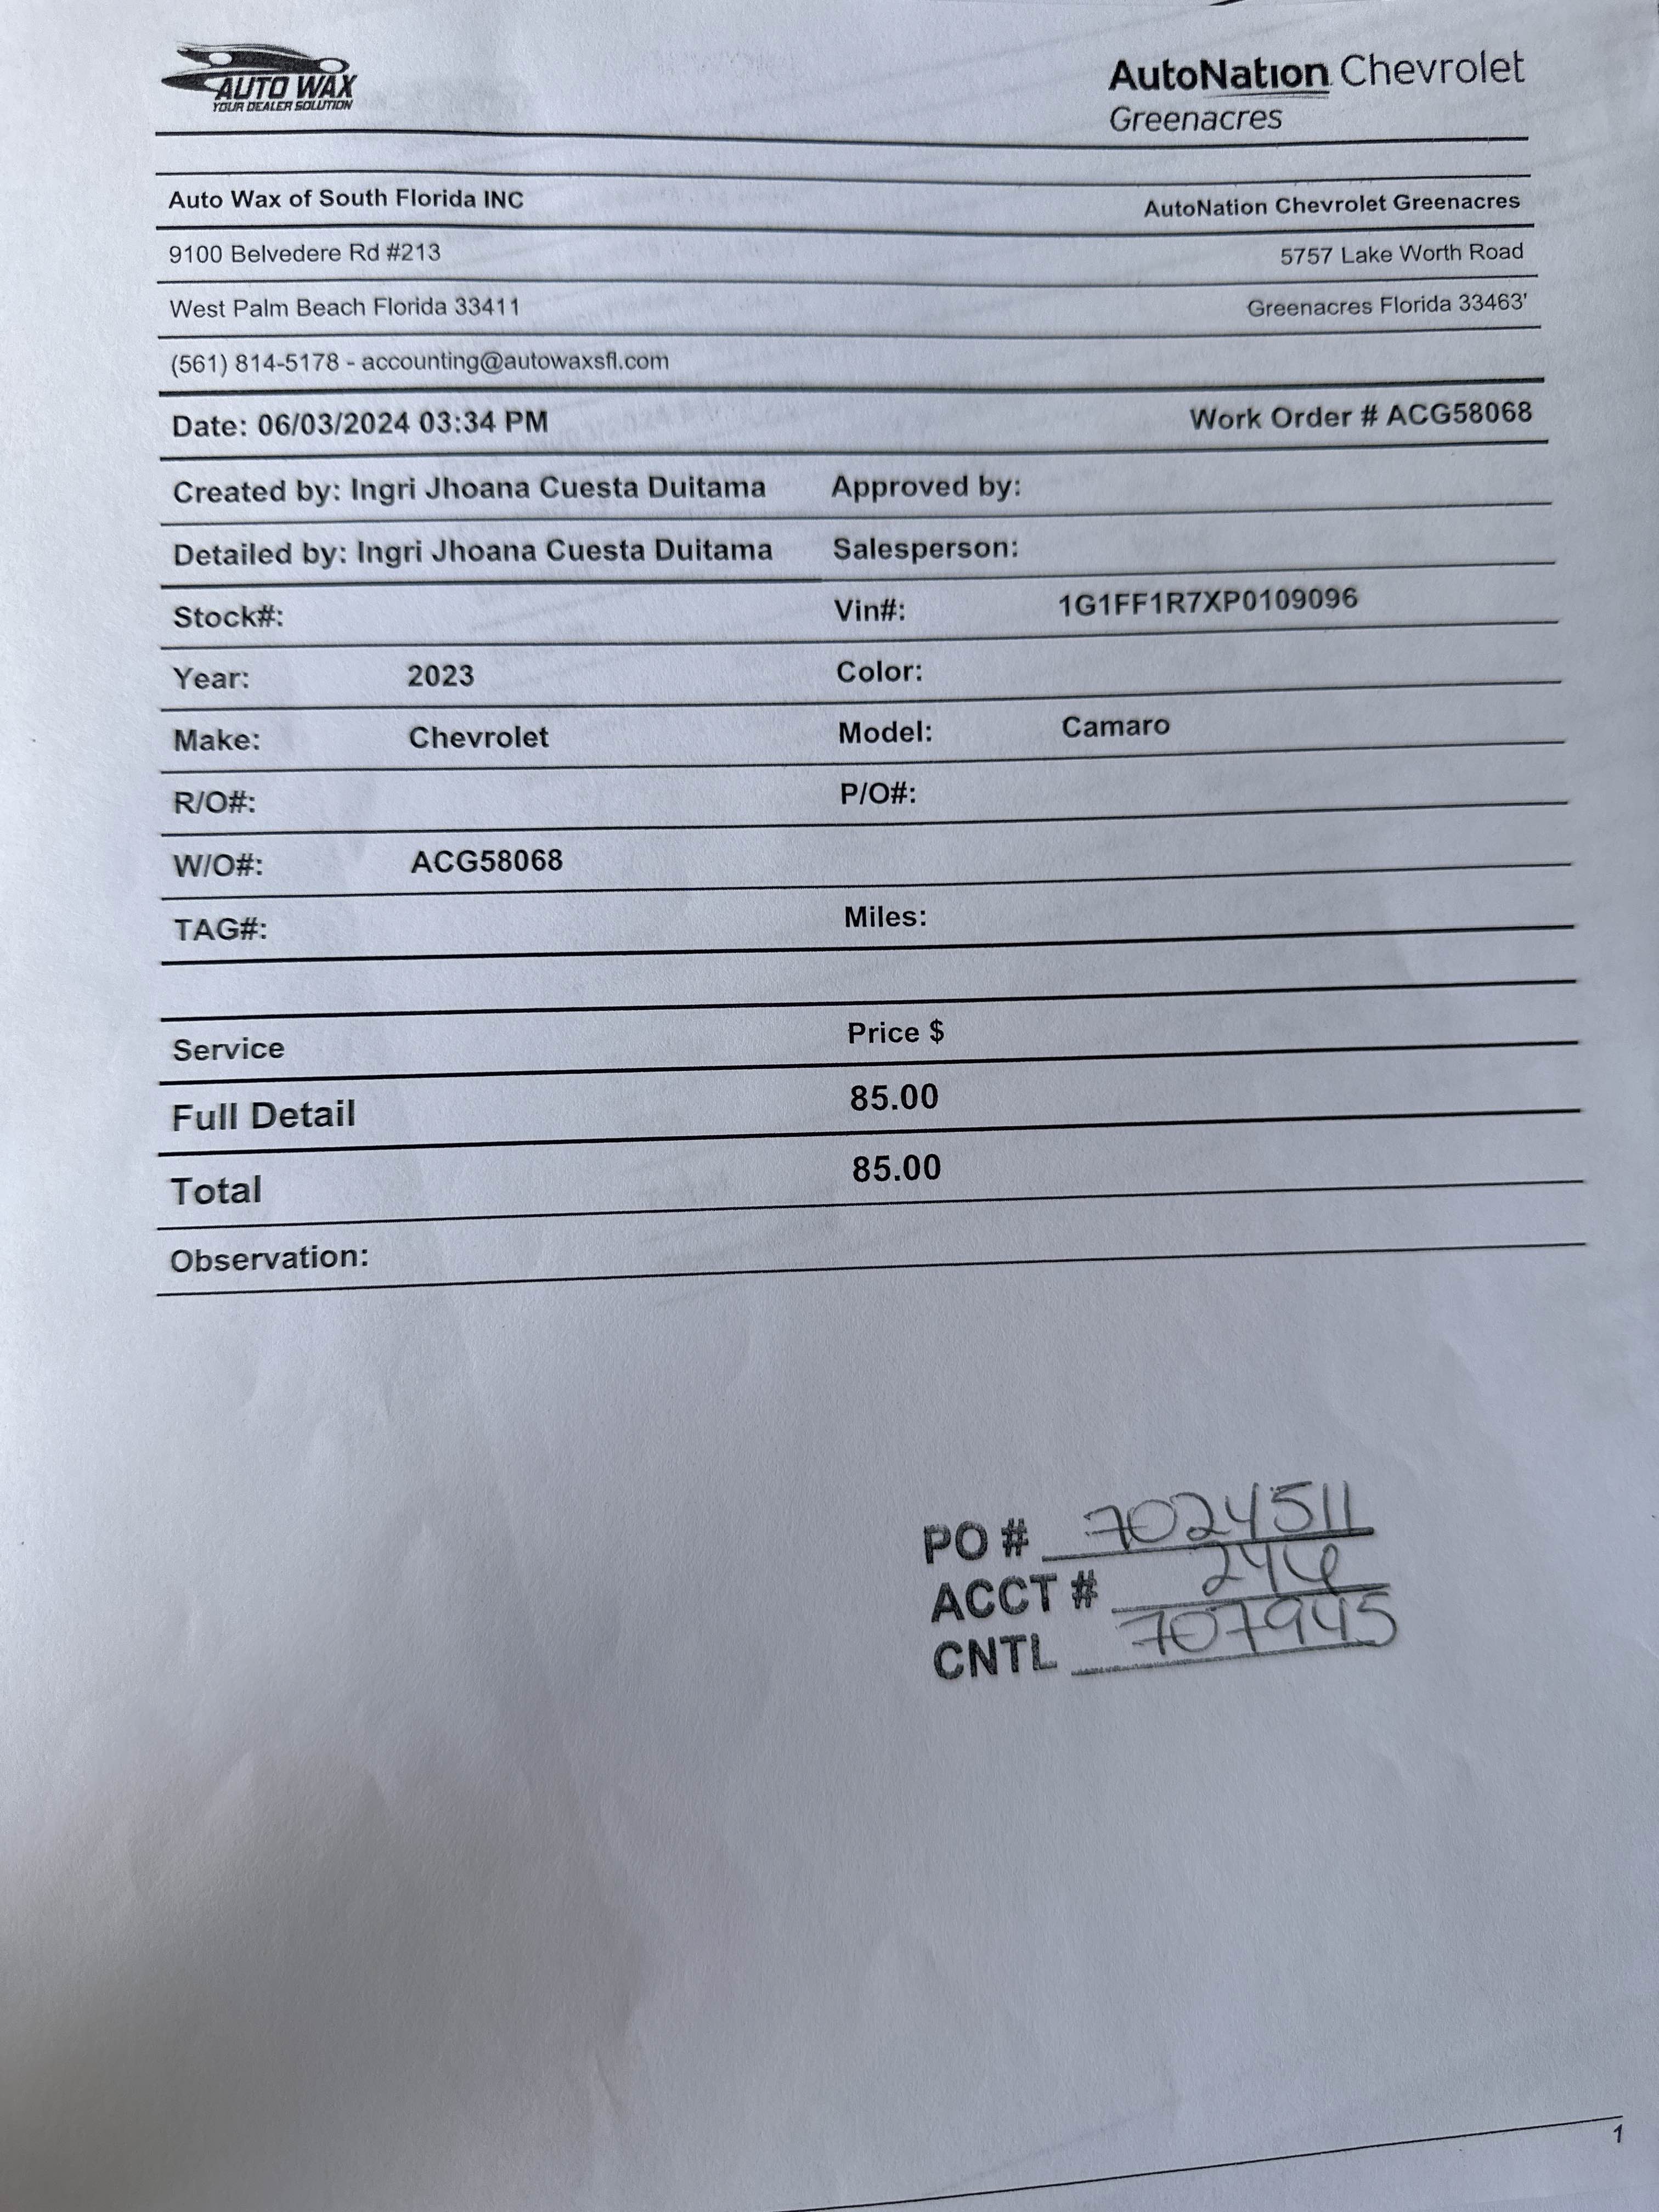 AUTO WAX
YOUR DEALER SOLUTION
AutoNation Chevrolet
Greenacres
Auto Wax of South Florida INC AutoNation Chevrolet Greenacres
9100 Belvedere Rd #213 5757 Lake Worth Road
West Palm Beach Florida 33411 Greenacres Florida 33463'
(561) 814-5178 - accounting@autowaxsfl.com
Date: 06/03/2024 03:34 PM Work Order # ACG58068
Created by: Ingri Jhoana Cuesta Duitama Approved by:
Detailed by: Ingri Jhoana Cuesta Duitama Salesperson:
Stock#: Vin#: 1G1FF1R7XP0109096
Year: 2023 Color:
Make: Chevrolet Model: Camaro
R/O#: P/O#:
W/O#: ACG58068
TAG#: Miles:
Service Price $
Full Detail 85.00
Total 85.00
Observation:
PO # 7024511
ACCT # 246
CNTL 707945
1